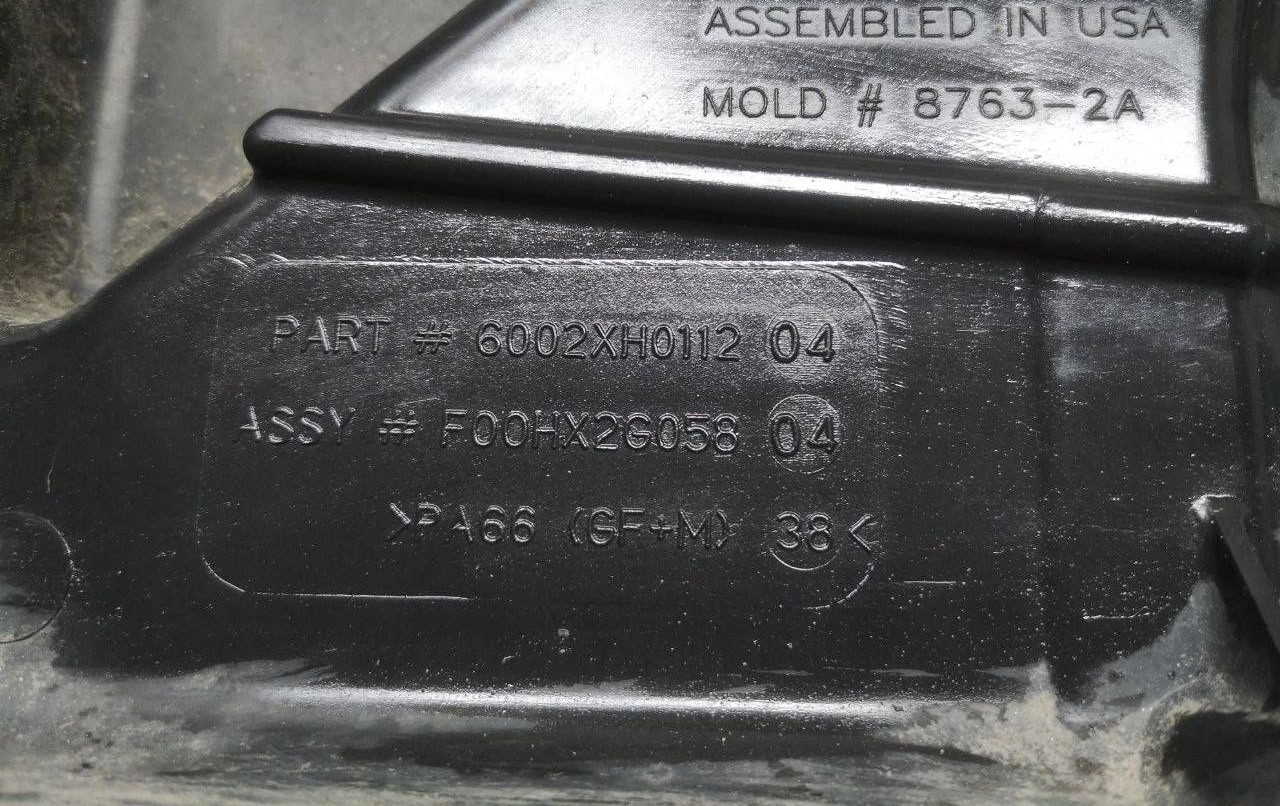 ASSEMBLED IN USA
MOLD # 8763-2A
PART # 6002XH0112 04
ASSY # F00HX2G058 04
>PA66 (GF+M) 38<